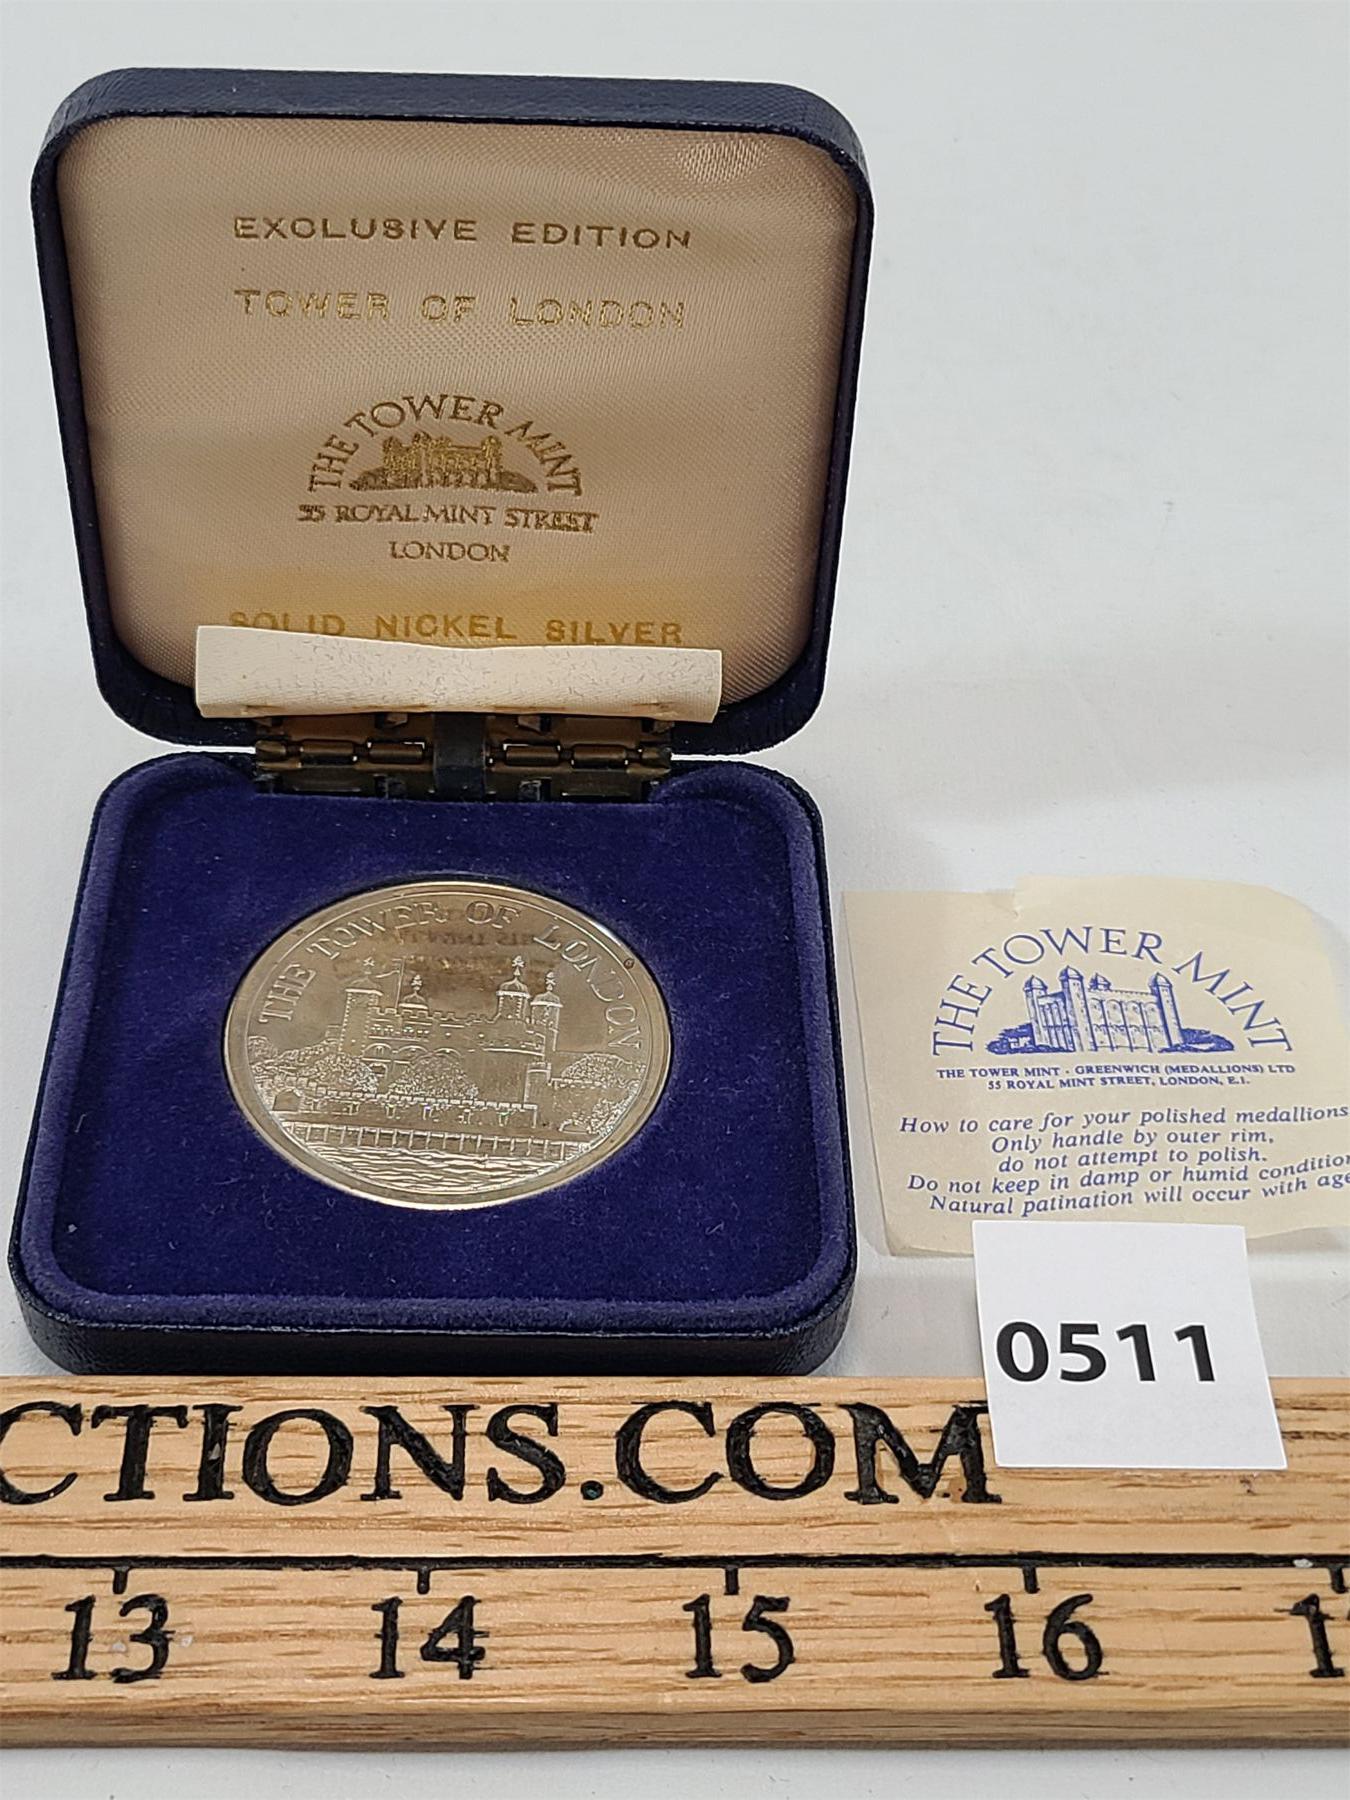 EXCLUSIVE EDITION
TOWER OF LONDON
THE TOWER MINT
55 ROYAL MINT STREET
LONDON
SOLID NICKEL SILVER
THE TOWER OF LONDON
THE TOWER MINT
THE TOWER MINT - GREENWICH (MEDALLIONS) LTD
55 ROYAL MINT STREET, LONDON, E.1.
How to care for your polished medallions
Only handle by outer rim,
do not attempt to polish.
Do not keep in damp or humid condition
Natural patination will occur with age
0511
CTIONS.COM
13 14 15 16 1